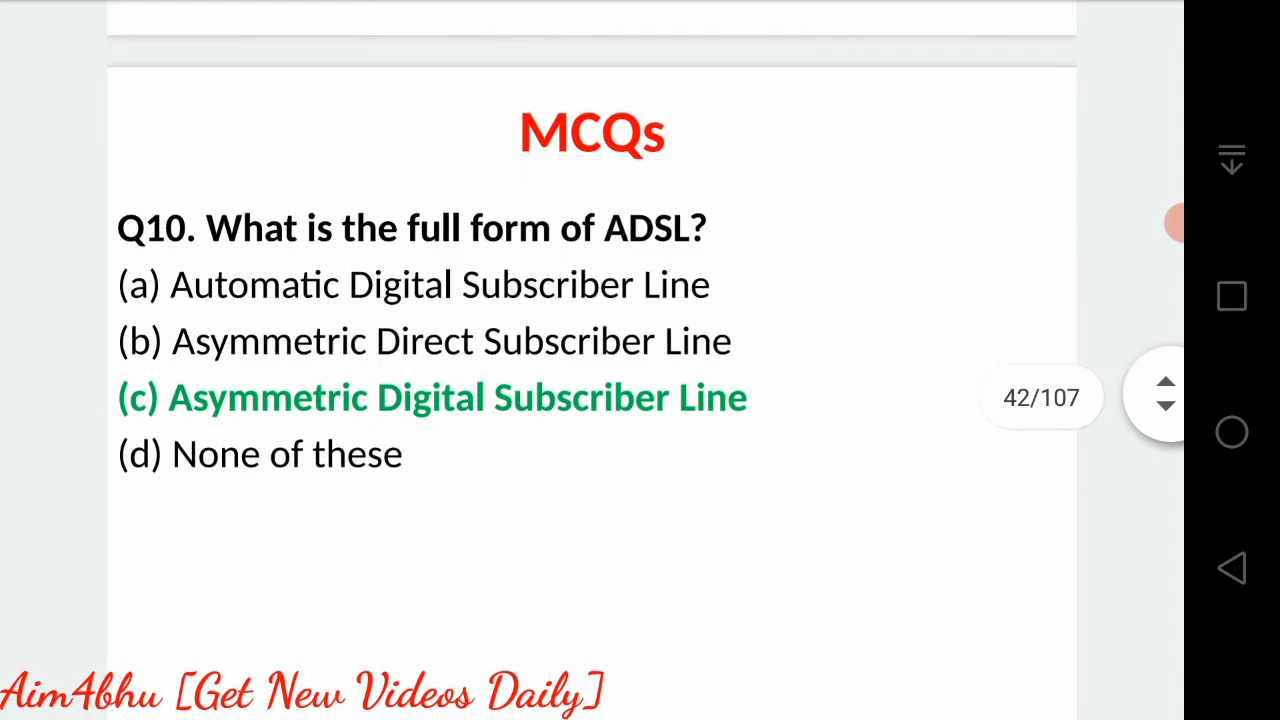 MCQs
Q10. What is the full form of ADSL?
(a) Automatic Digital Subscriber Line
(b) Asymmetric Direct Subscriber Line
(c) Asymmetric Digital Subscriber Line
42/107
(d) None of these
Aim4bhu [Get New Videos Daily]